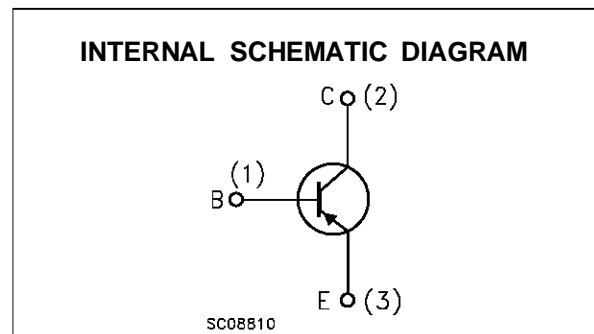 INTERNAL SCHEMATIC DIAGRAM
C (2)
(1)
B
E (3)
SC08810